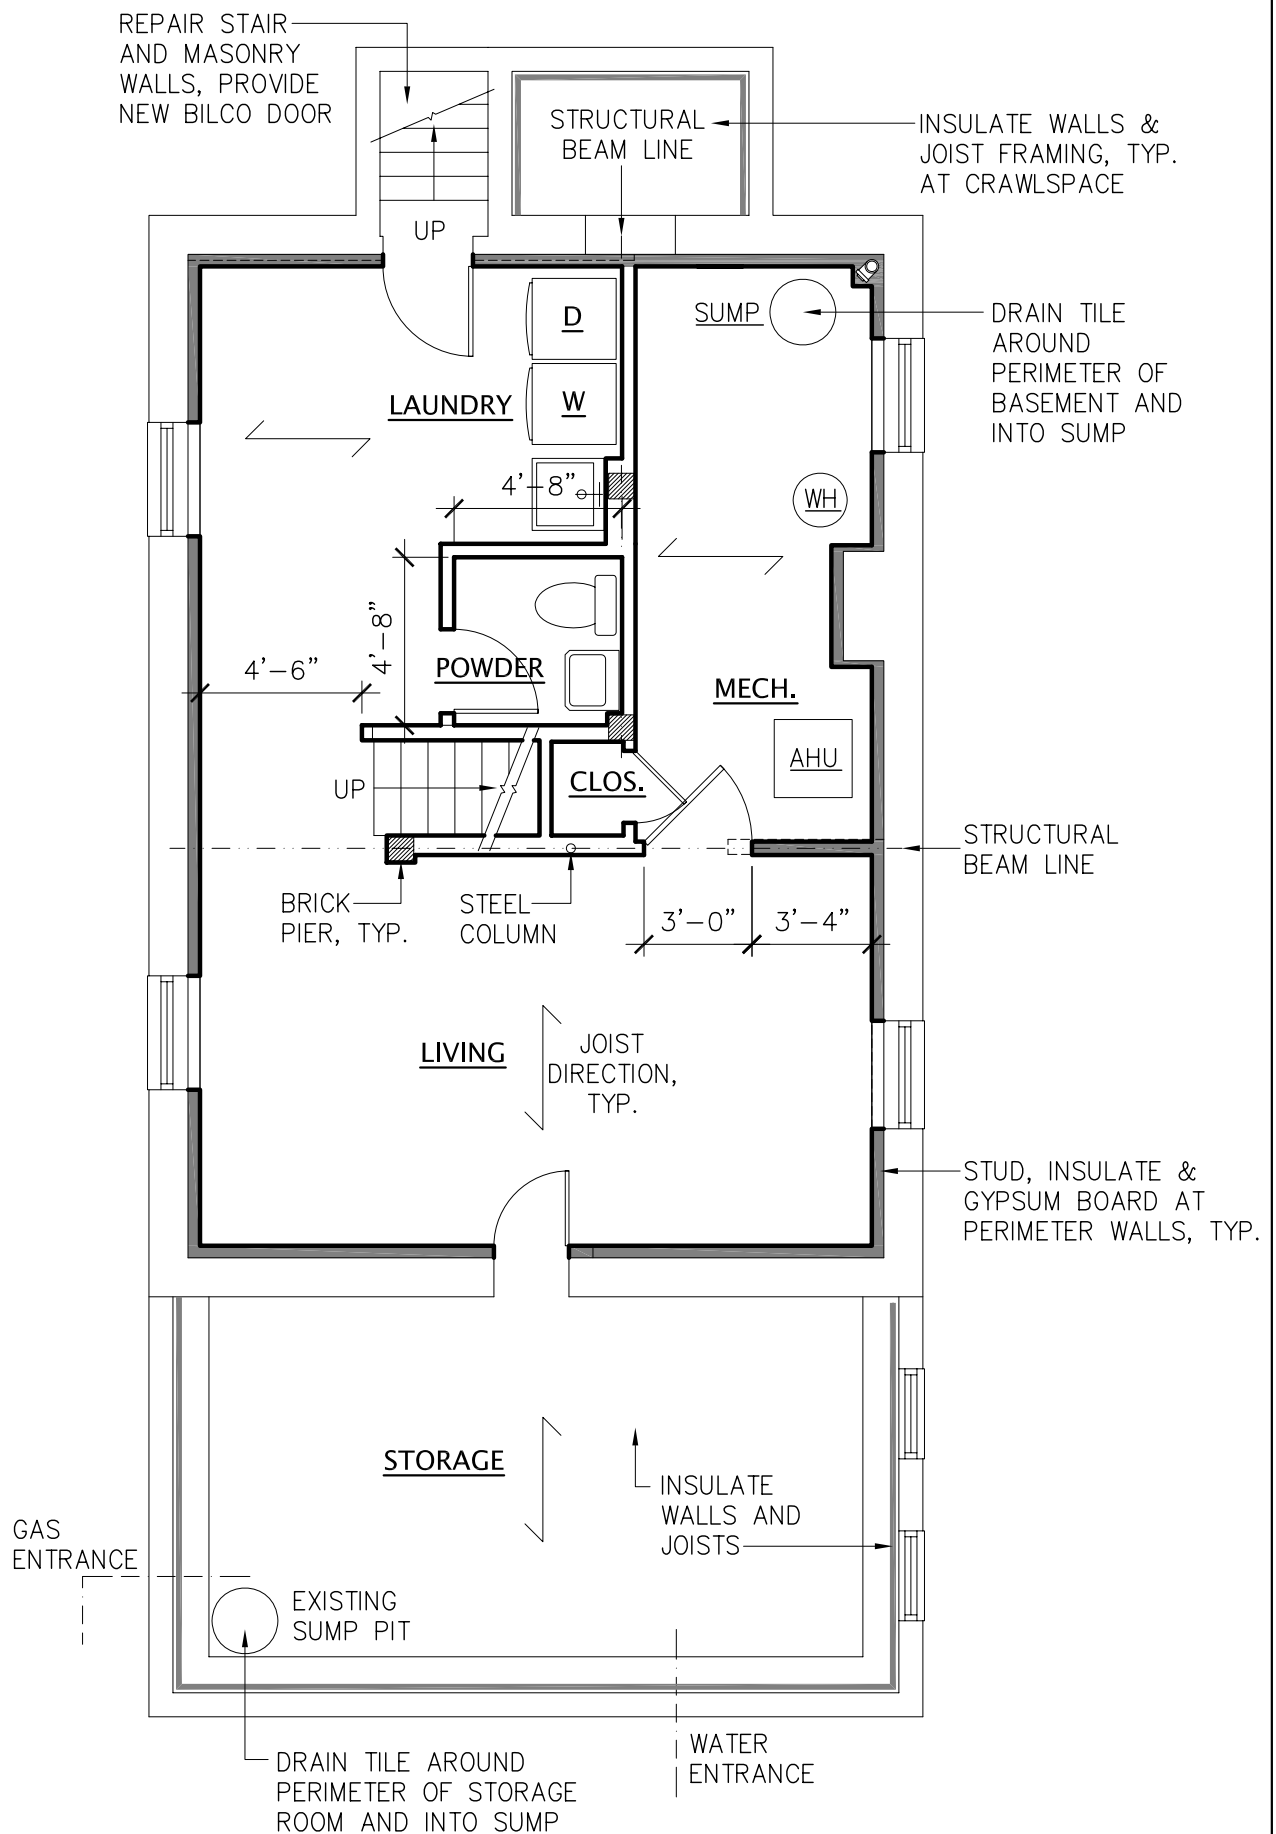 REPAIR STAIR
AND MASONRY
WALLS, PROVIDE
NEW BILCO DOOR
STRUCTURAL
BEAM LINE
INSULATE WALLS &
JOIST FRAMING, TYP.
AT CRAWLSPACE
UP
D
SUMP
DRAIN TILE
AROUND
PERIMETER OF
BASEMENT AND
INTO SUMP
LAUNDRY
W
4'-8"
WH
4'-8"
4'-6"
POWDER
MECH.
AHU
UP
CLOS.
STRUCTURAL
BEAM LINE
BRICK
PIER, TYP.
STEEL
COLUMN
3'-0"
3'-4"
LIVING
JOIST
DIRECTION,
TYP.
STUD, INSULATE &
GYPSUM BOARD AT
PERIMETER WALLS, TYP.
STORAGE
INSULATE
WALLS AND
JOISTS
GAS
ENTRANCE
EXISTING
SUMP PIT
WATER
ENTRANCE
DRAIN TILE AROUND
PERIMETER OF STORAGE
ROOM AND INTO SUMP